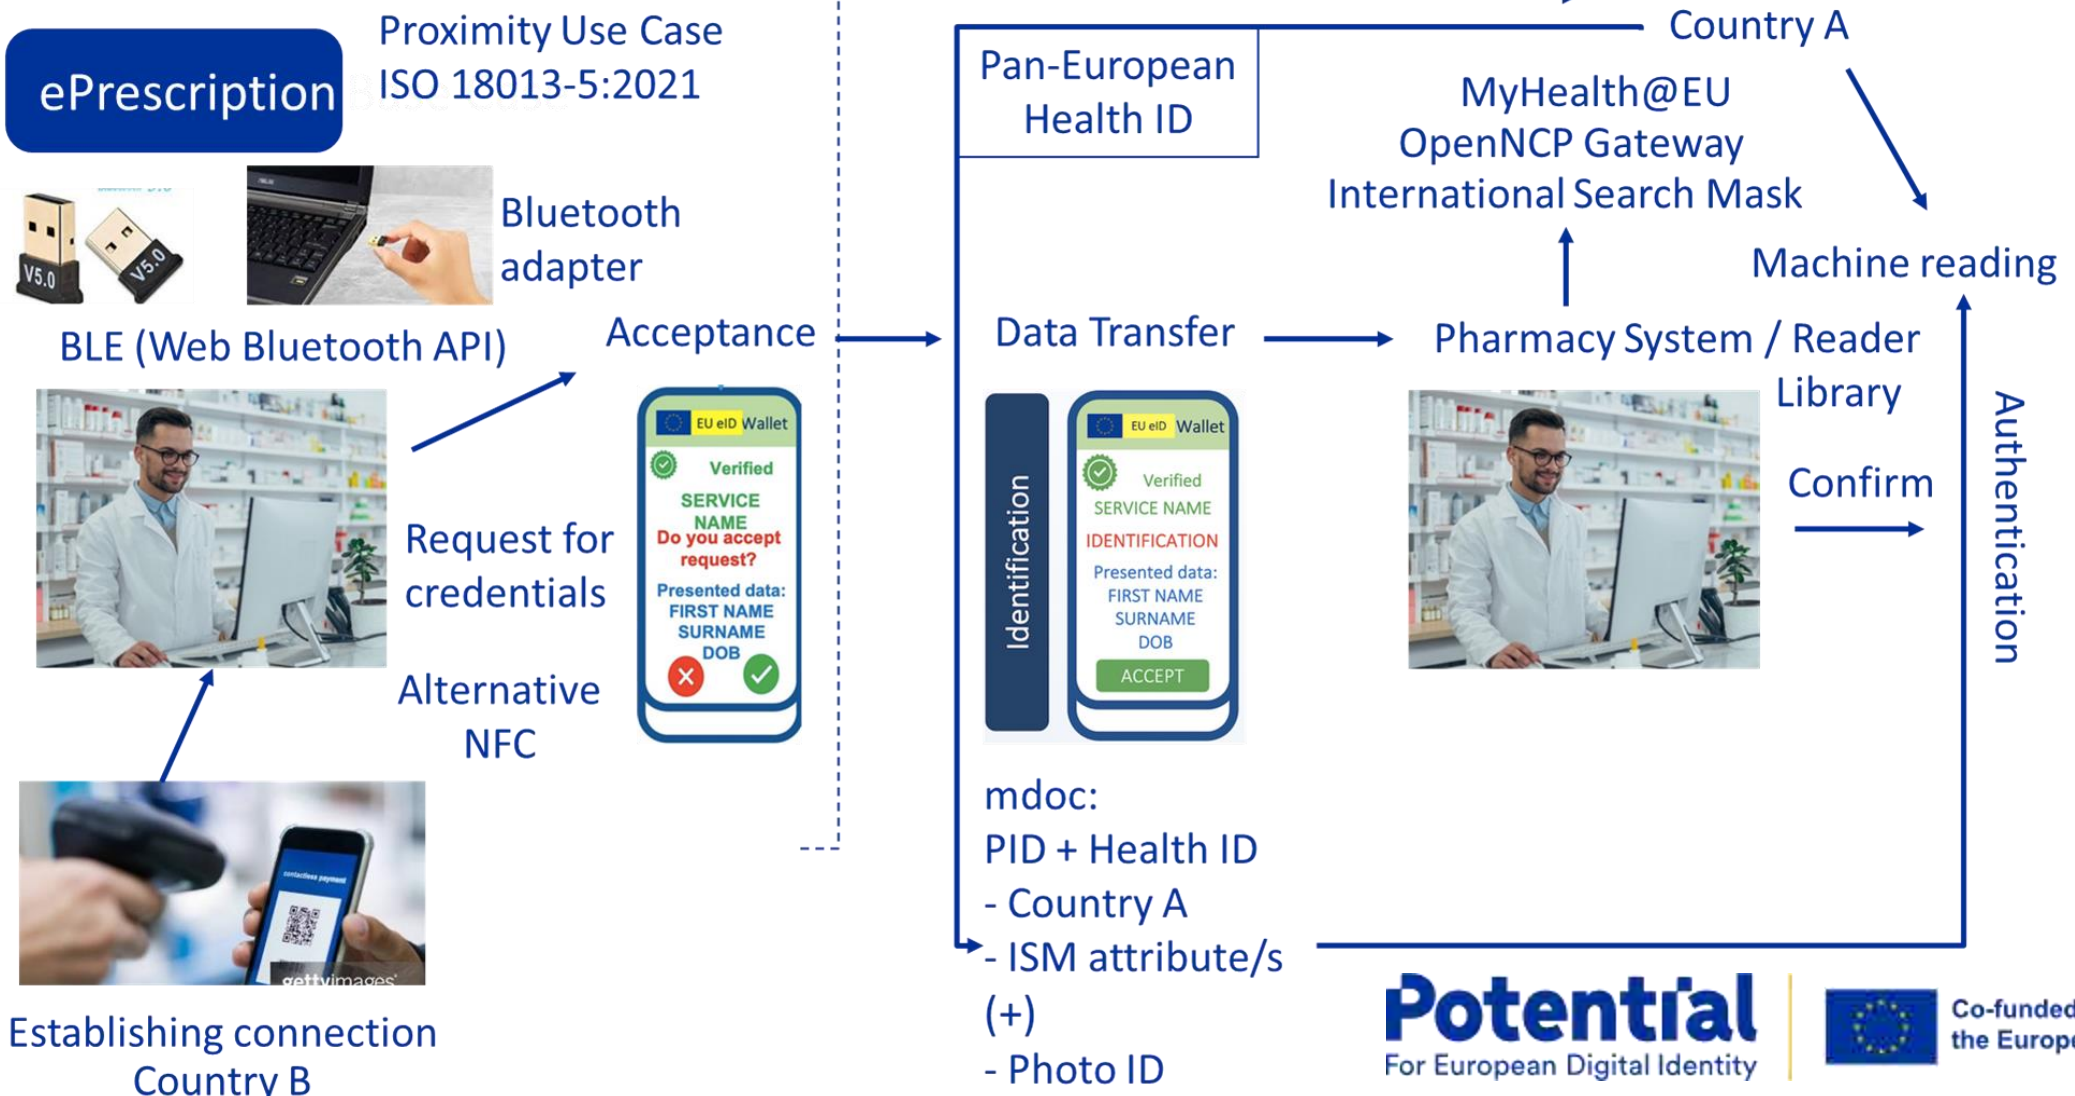 ePrescription
Proximity Use Case
ISO 18013-5:2021
Bluetooth
adapter
V5.0
V5.0
BLE (Web Bluetooth API)
Request for
credentials
Alternative
NFC
contactless payment
gettyimages
Establishing connection
Country B
Acceptance
EU eID Wallet
Verified
SERVICE
NAME
Do you accept
request?
Presented data:
FIRST NAME
SURNAME
DOB
Pan-European
Health ID
Data Transfer
Identification
EU eID Wallet
Verified
SERVICE NAME
IDENTIFICATION
Presented data:
FIRST NAME
SURNAME
DOB
ACCEPT
mdoc:
PID + Health ID
- Country A
- ISM attribute/s
(+)
- Photo ID
Country A
MyHealth@EU
OpenNCP Gateway
International Search Mask
Machine reading
Pharmacy System / Reader
Library
Confirm
Authentication
Potential
For European Digital Identity
Co-funded
the Europe